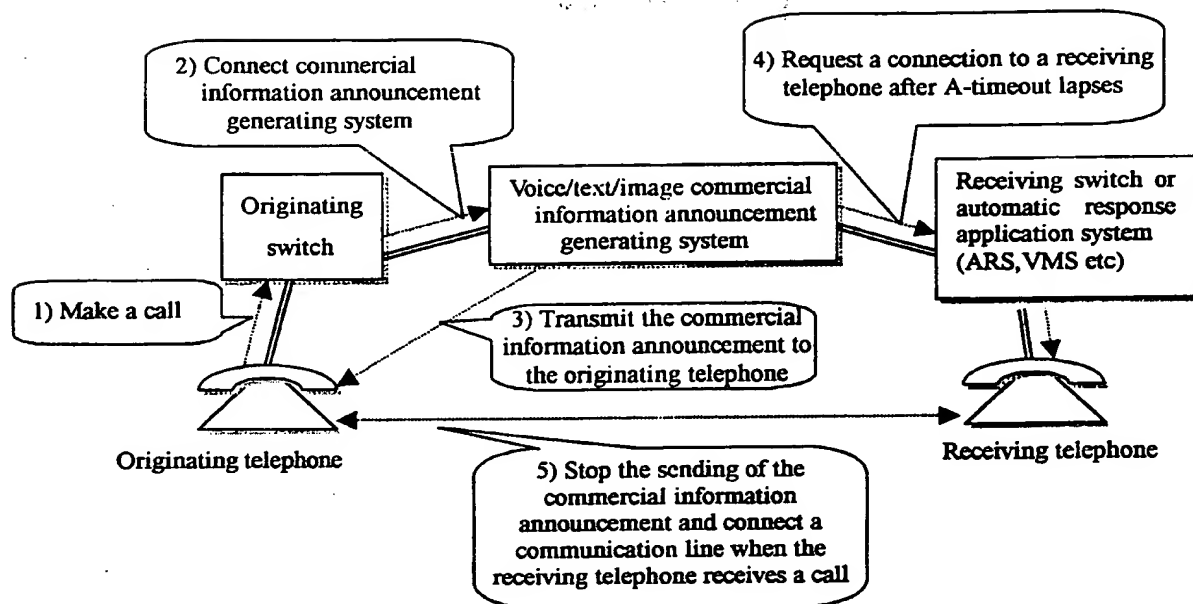 2) Connect commercial
information announcement
generating system
4) Request a connection to a receiving
telephone after A-timeout lapses
Originating
switch
Voice/text/image commercial
information announcement
generating system
Receiving switch or
automatic response
application system
(ARS,VMS etc)
1) Make a call
3) Transmit the commercial
information announcement to
the originating telephone
Originating telephone
Receiving telephone
5) Stop the sending of the
commercial information
announcement and connect a
communication line when the
receiving telephone receives a call